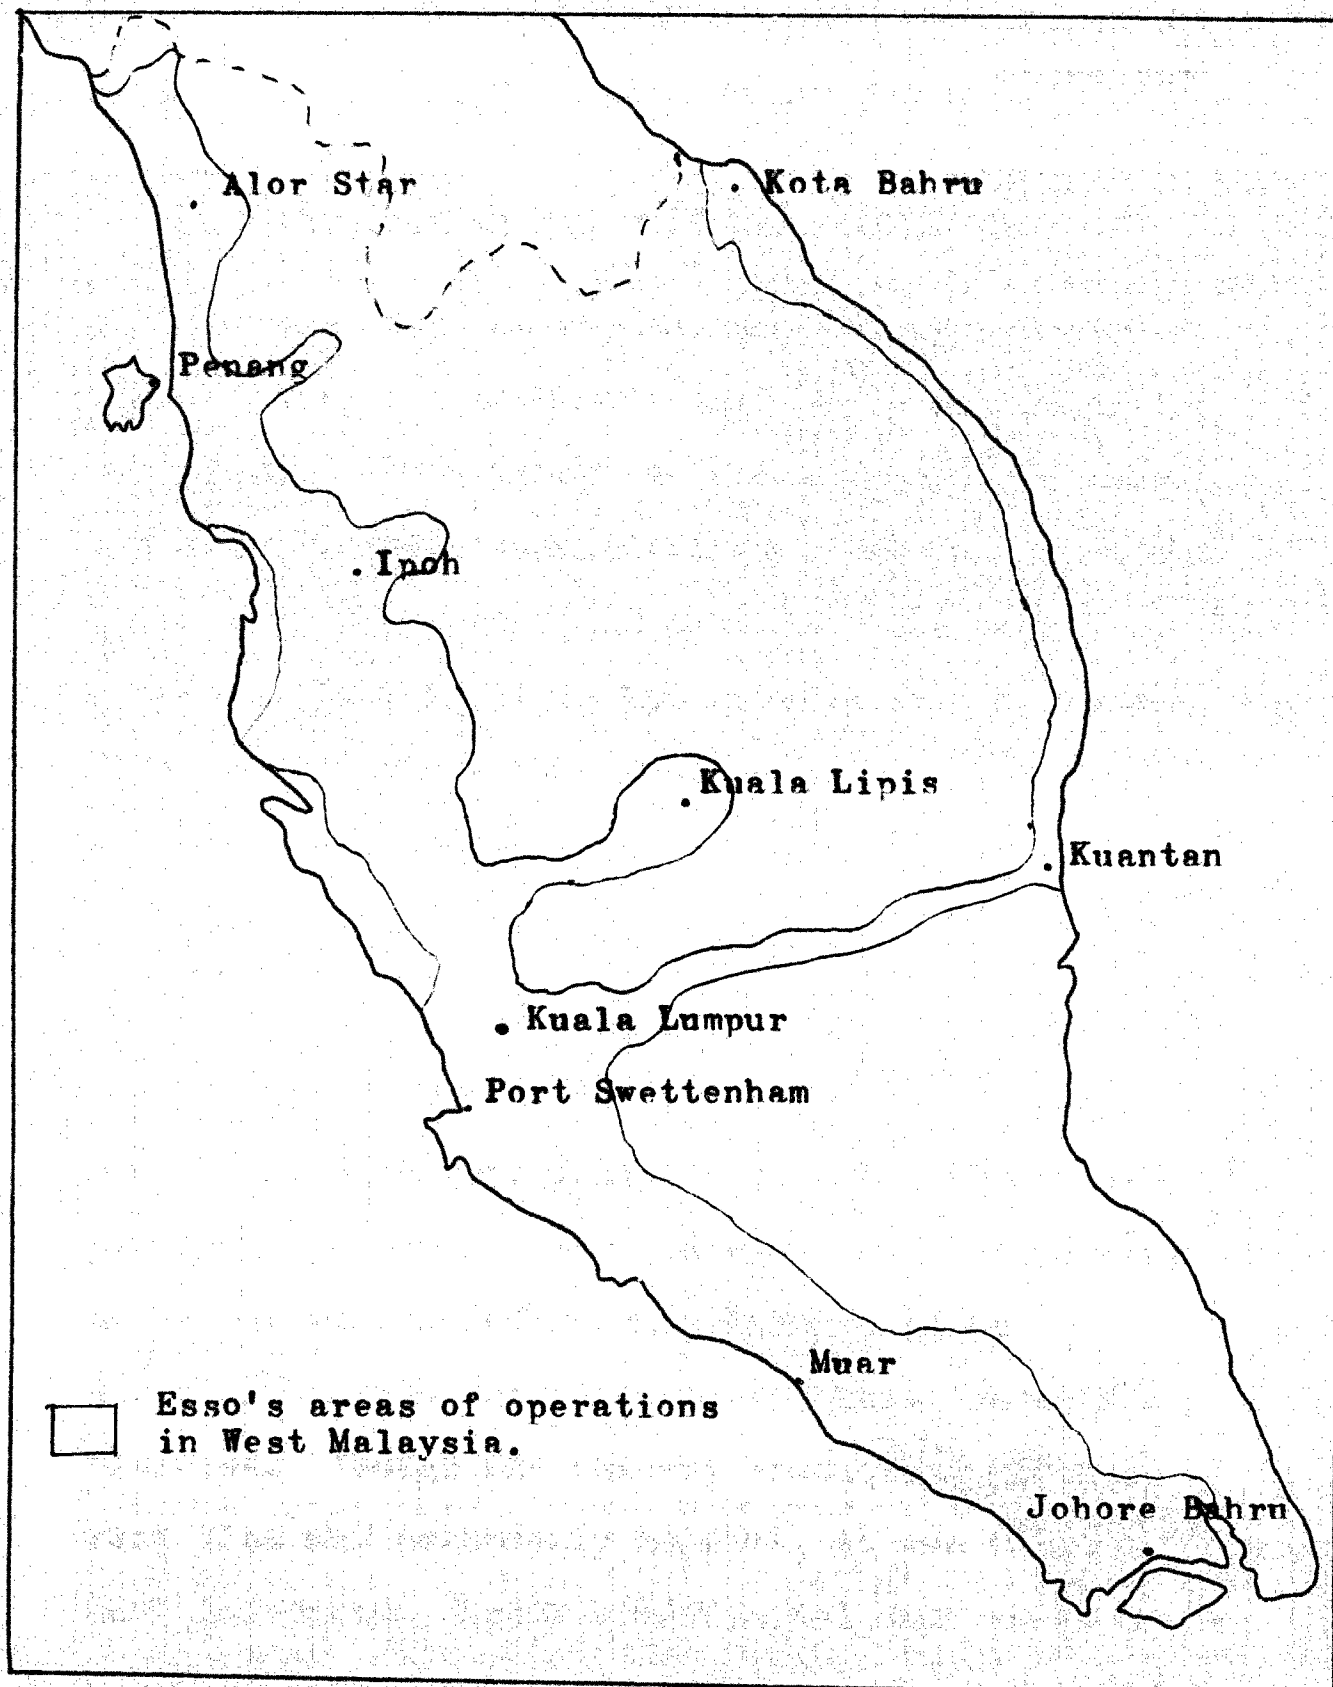 Alor Star
Kota Bahru
Penang
Ipoh
Kuala Lipis
Kuantan
Kuala Lumpur
Port Swettenham
Muar
Esso's areas of operations
in West Malaysia.
Johore Bahru